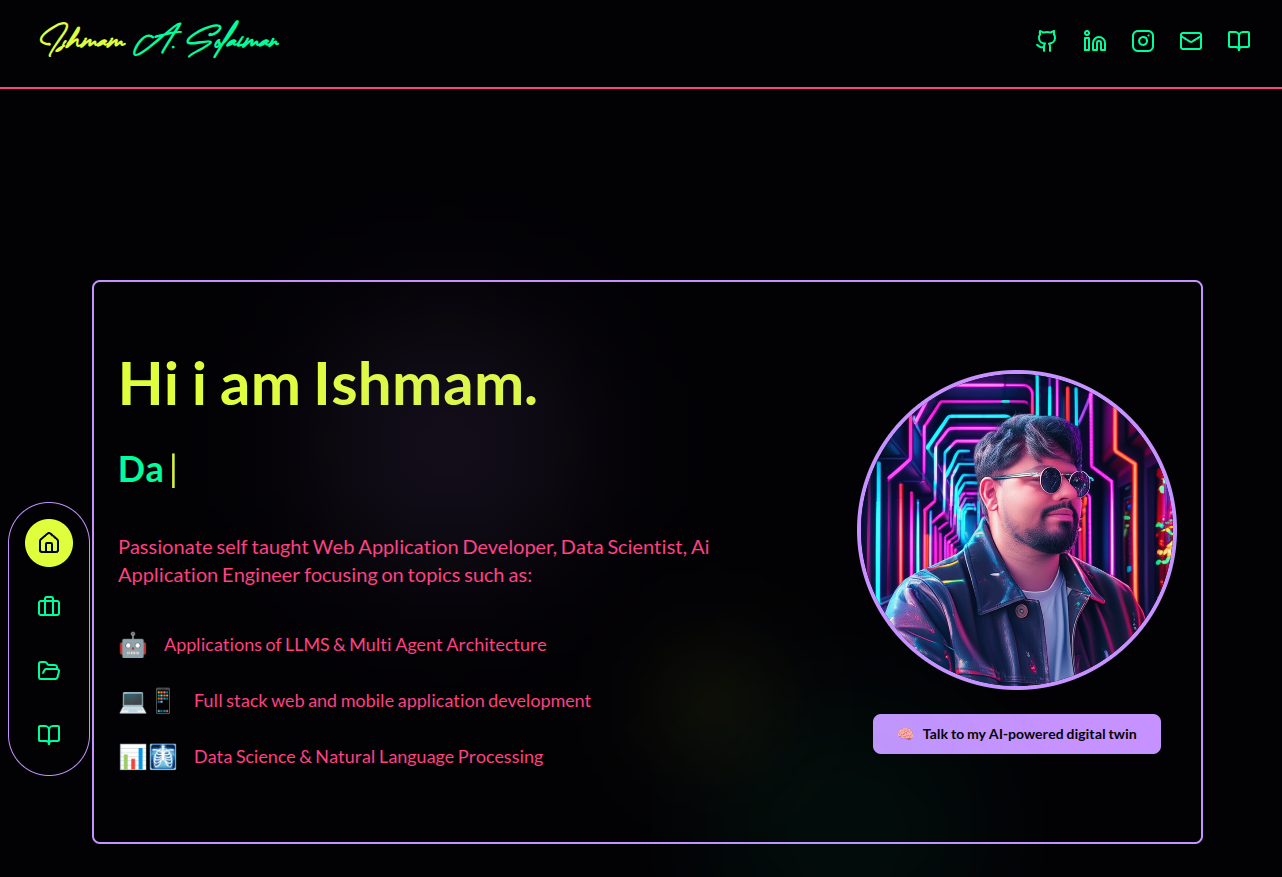 Ishmam A. Solaiman
Hi i am Ishmam.
Da
Passionate self taught Web Application Developer, Data Scientist, Ai
Application Engineer focusing on topics such as:
Applications of LLMS & Multi Agent Architecture
Full stack web and mobile application development
Data Science & Natural Language Processing
Talk to my AI-powered digital twin